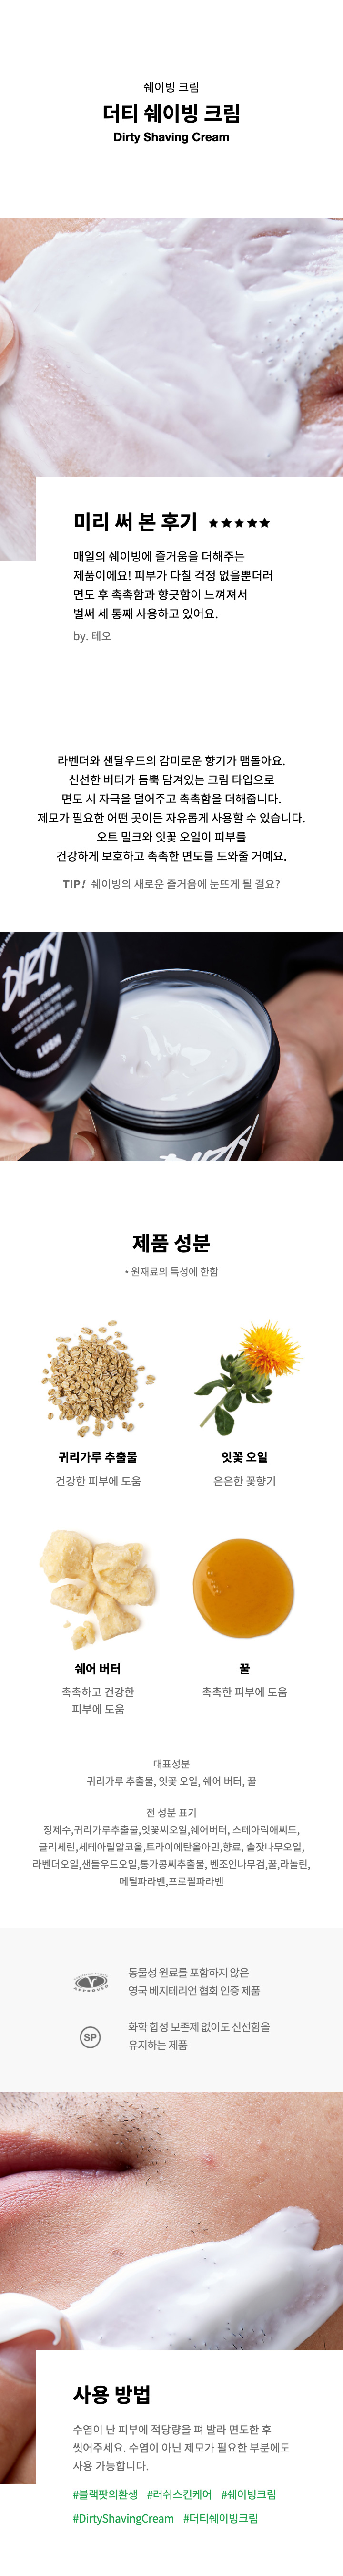 쉐이빙 크림
더티 쉐이빙 크림
Dirty Shaving Cream
미리 써 본 후기 ★★★★★
매일의 쉐이빙에 즐거움을 더해주는
제품이에요! 피부가 다칠 걱정 없을뿐더러
면도 후 촉촉함과 향긋함이 느껴져서
벌써 세 통째 사용하고 있어요.
by. 테오
라벤더와 샌달우드의 감미로운 향기가 맴돌아요.
신선한 버터가 듬뿍 담겨있는 크림 타입으로
면도 시 자극을 덜어주고 촉촉함을 더해줍니다.
제모가 필요한 어떤 곳이든 자유롭게 사용할 수 있습니다.
오트 밀크와 잇꽃 오일이 피부를
건강하게 보호하고 촉촉한 면도를 도와줄 거예요.
TIP! 쉐이빙의 새로운 즐거움에 눈뜨게 될 걸요?
DIRTY
LUSH
제품 성분
* 원재료의 특성에 한함
귀리가루 추출물
건강한 피부에 도움
잇꽃 오일
은은한 꽃향기
쉐어 버터
촉촉하고 건강한
피부에 도움
꿀
촉촉한 피부에 도움
대표성분
귀리가루 추출물, 잇꽃 오일, 쉐어 버터, 꿀
전 성분 표기
정제수,귀리가루추출물,잇꽃씨오일,쉐어버터, 스테아릭애씨드,
글리세린,세테아릴알코올,트라이에탄올아민,향료, 솔잣나무오일,
라벤더오일,샌들우드오일,통가콩씨추출물, 벤조인나무검,꿀,라놀린,
메틸파라벤,프로필파라벤
APPROVED
동물성 원료를 포함하지 않은
영국 베지테리언 협회 인증 제품
SP
화학 합성 보존제 없이도 신선함을
유지하는 제품
사용 방법
수염이 난 피부에 적당량을 펴 발라 면도한 후
씻어주세요. 수염이 아닌 제모가 필요한 부분에도
사용 가능합니다.
#블랙팟의환생 #러쉬스킨케어 #쉐이빙크림
#DirtyShavingCream #더티쉐이빙크림